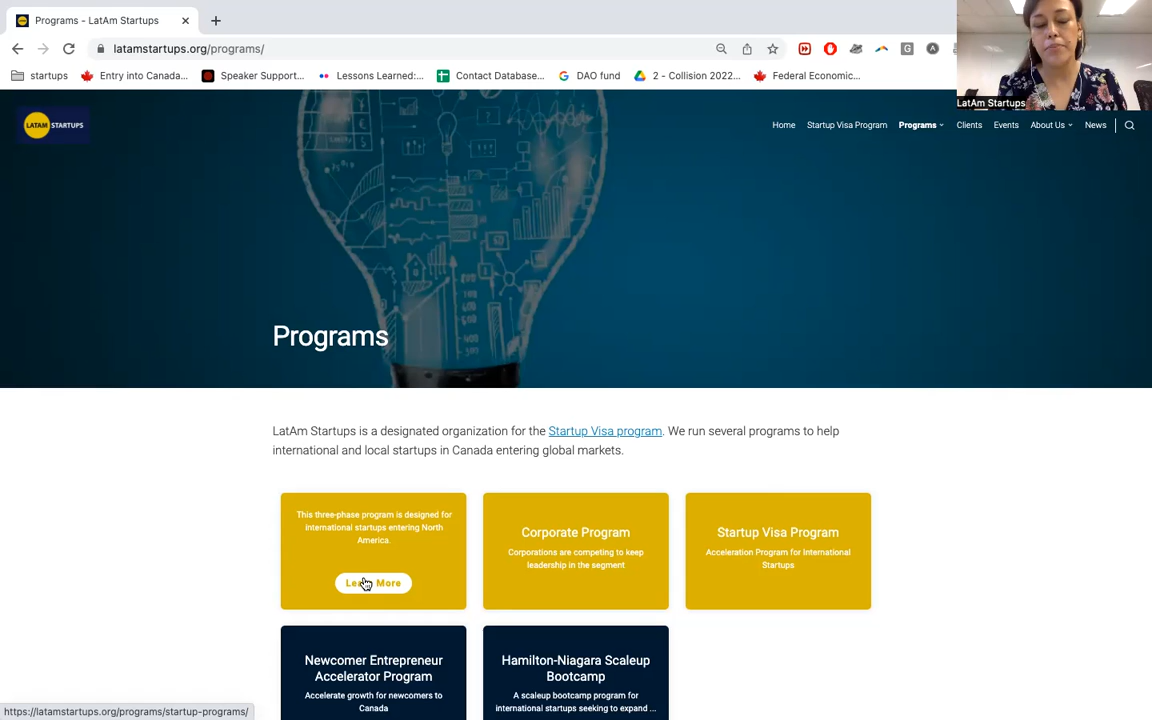 Programs - LatAm Startups
latamstartups.org/programs/
startups
Entry into Canada...
Speaker Support...
Lessons Learned:...
Contact Database...
DAO fund
2 - Collision 2022...
Federal Economic...
LatAm Startups
LATAM STARTUPS
Home
Startup Visa Program
Programs
Clients
Events
About Us
News
Programs
LatAm Startups is a designated organization for the Startup Visa program. We run several programs to help
international and local startups in Canada entering global markets.
This three-phase program is designed for
international startups entering North
America.
Learn More
Corporate Program
Corporations are competing to keep
leadership in the segment
Startup Visa Program
Acceleration Program for International
Startups
Newcomer Entrepreneur
Accelerator Program
Accelerate growth for newcomers to
Canada
Hamilton-Niagara Scaleup
Bootcamp
A scaleup bootcamp program for
international startups seeking to expand ...
https://latamstartups.org/programs/startup-programs/